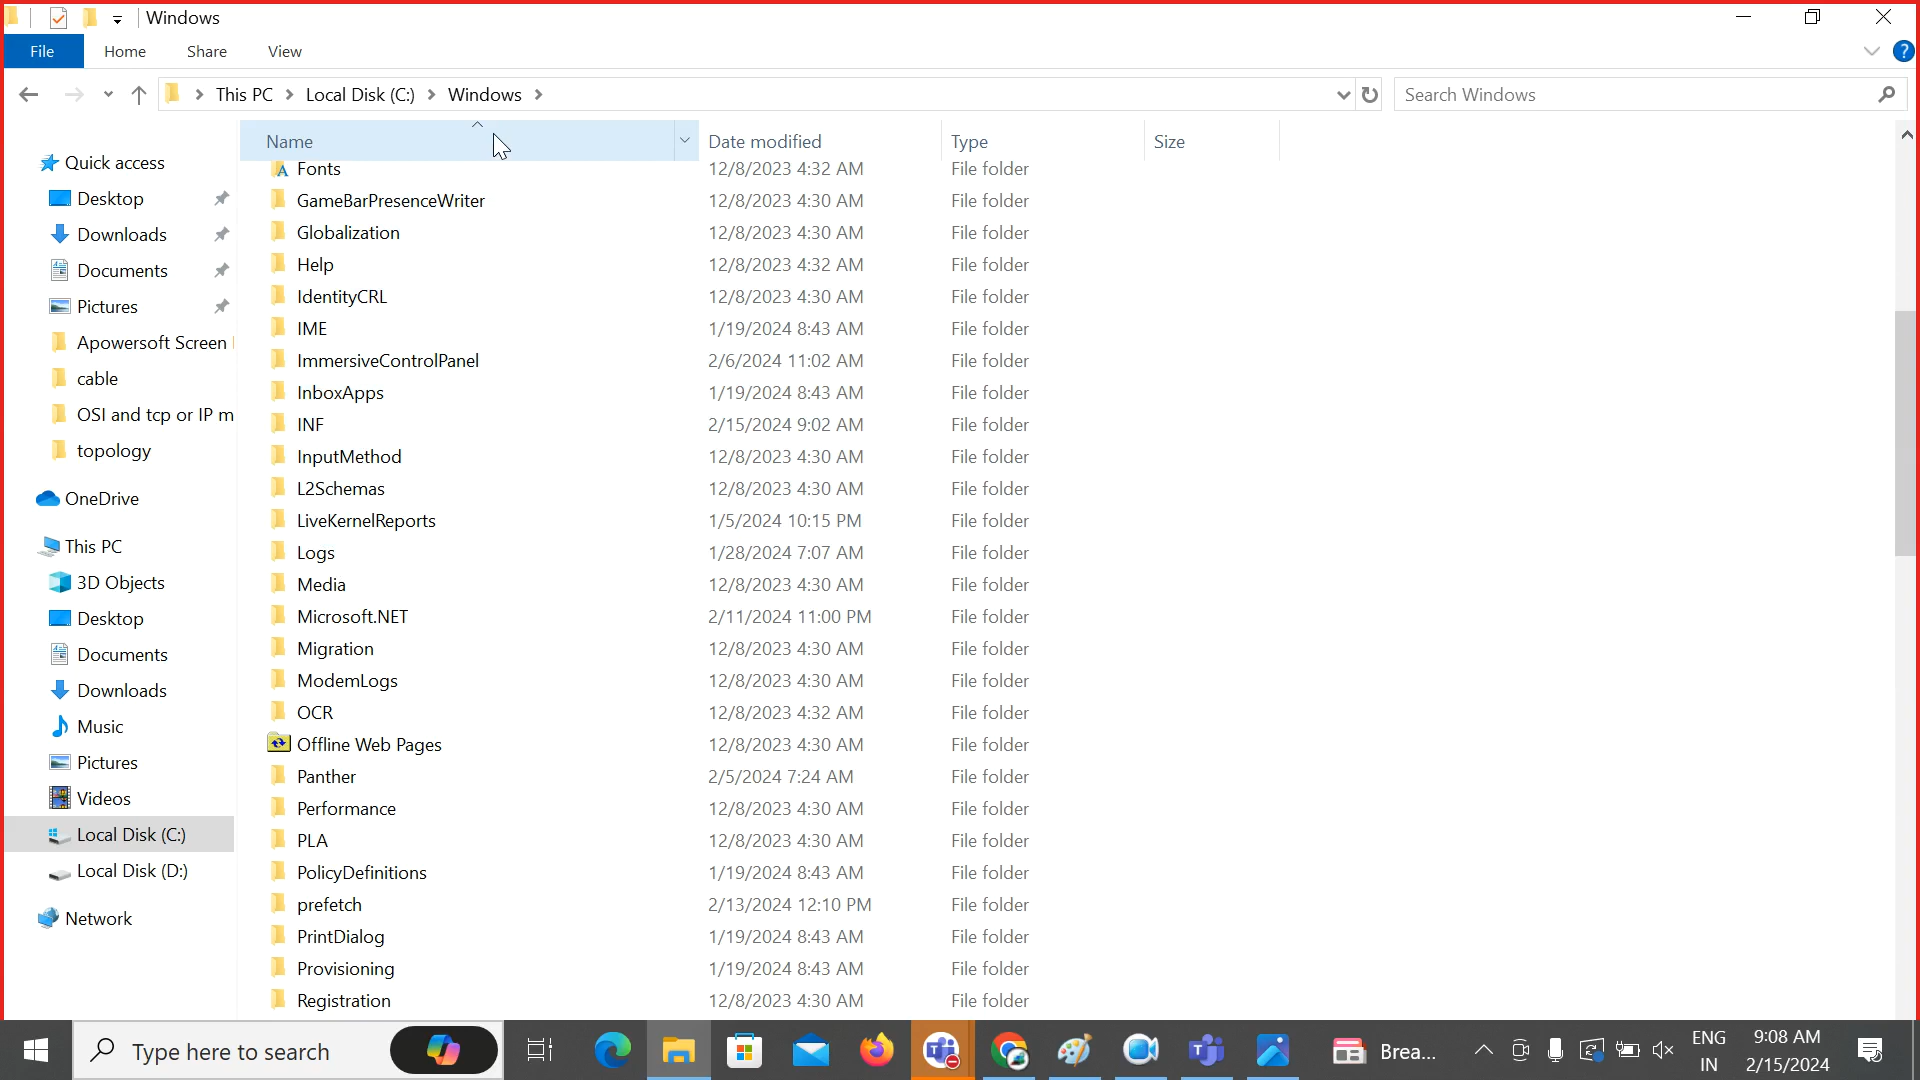 Windows
File Home Share View
This PC Local Disk (C:) Windows
Search Windows
Name Date modified Type Size
Quick access
Desktop
Downloads
Documents
Pictures
Apowersoft Screen
cable
OSI and tcp or IP m
topology
OneDrive
This PC
3D Objects
Desktop
Documents
Downloads
Music
Pictures
Videos
Local Disk (C:)
Local Disk (D:)
Network
Fonts 12/8/2023 4:32 AM File folder
GameBarPresenceWriter 12/8/2023 4:30 AM File folder
Globalization 12/8/2023 4:30 AM File folder
Help 12/8/2023 4:32 AM File folder
IdentityCRL 12/8/2023 4:30 AM File folder
IME 1/19/2024 8:43 AM File folder
ImmersiveControlPanel 2/6/2024 11:02 AM File folder
InboxApps 1/19/2024 8:43 AM File folder
INF 2/15/2024 9:02 AM File folder
InputMethod 12/8/2023 4:30 AM File folder
L2Schemas 12/8/2023 4:30 AM File folder
LiveKernelReports 1/5/2024 10:15 PM File folder
Logs 1/28/2024 7:07 AM File folder
Media 12/8/2023 4:30 AM File folder
Microsoft.NET 2/11/2024 11:00 PM File folder
Migration 12/8/2023 4:30 AM File folder
ModemLogs 12/8/2023 4:30 AM File folder
OCR 12/8/2023 4:32 AM File folder
Offline Web Pages 12/8/2023 4:30 AM File folder
Panther 2/5/2024 7:24 AM File folder
Performance 12/8/2023 4:30 AM File folder
PLA 12/8/2023 4:30 AM File folder
PolicyDefinitions 1/19/2024 8:43 AM File folder
prefetch 2/13/2024 12:10 PM File folder
PrintDialog 1/19/2024 8:43 AM File folder
Provisioning 1/19/2024 8:43 AM File folder
Registration 12/8/2023 4:30 AM File folder
Type here to search
Brea...
ENG
IN
9:08 AM
2/15/2024